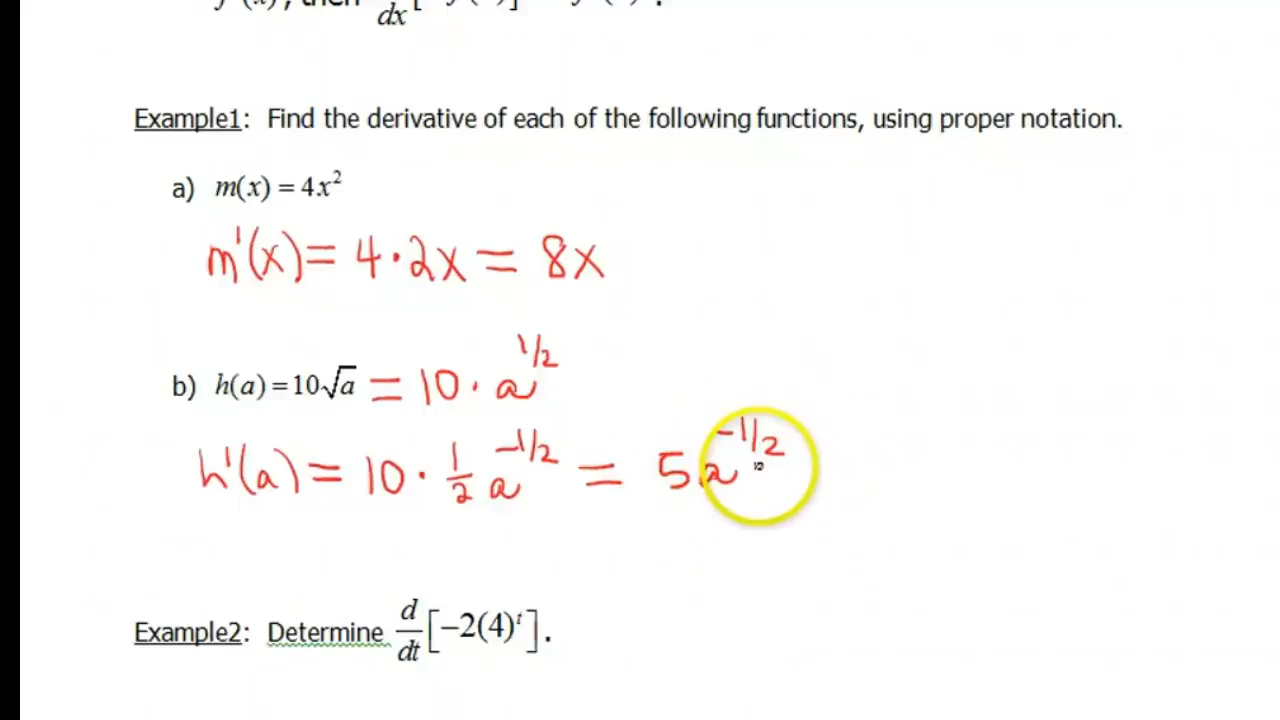 dx
Example1: Find the derivative of each of the following functions, using proper notation.
a) m(x) = 4x²
m'(x) = 4 · 2x = 8x
b) h(a) = 10√a = 10 · a^1/2
h'(a) = 10 · 1/2 a^-1/2 = 5a^-1/2
Example2: Determine d/dt [−2(4)^t].